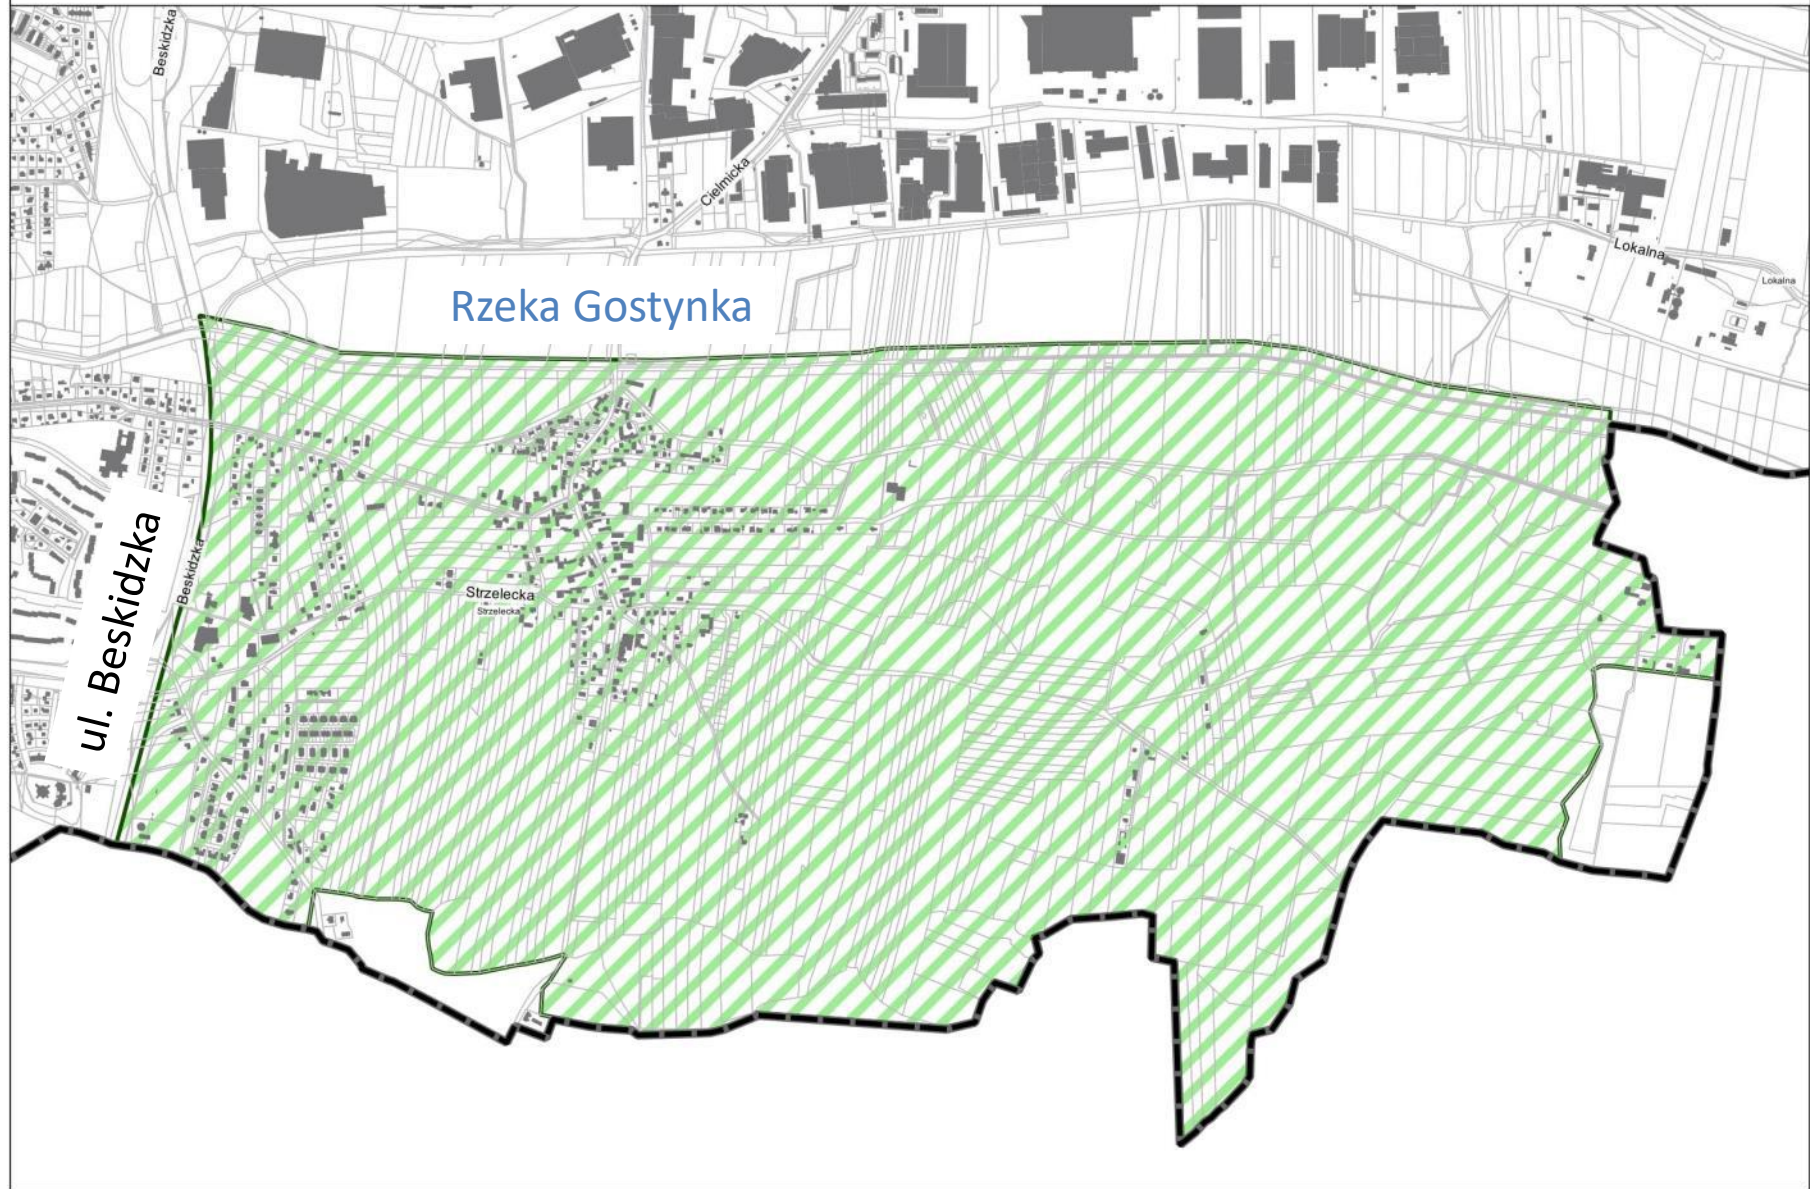 Beskidzka
Cielmicka
Lokalna
Lokalna
Rzeka Gostynka
ul. Beskidzka
Beskidzka
Strzelecka
Strzelecka